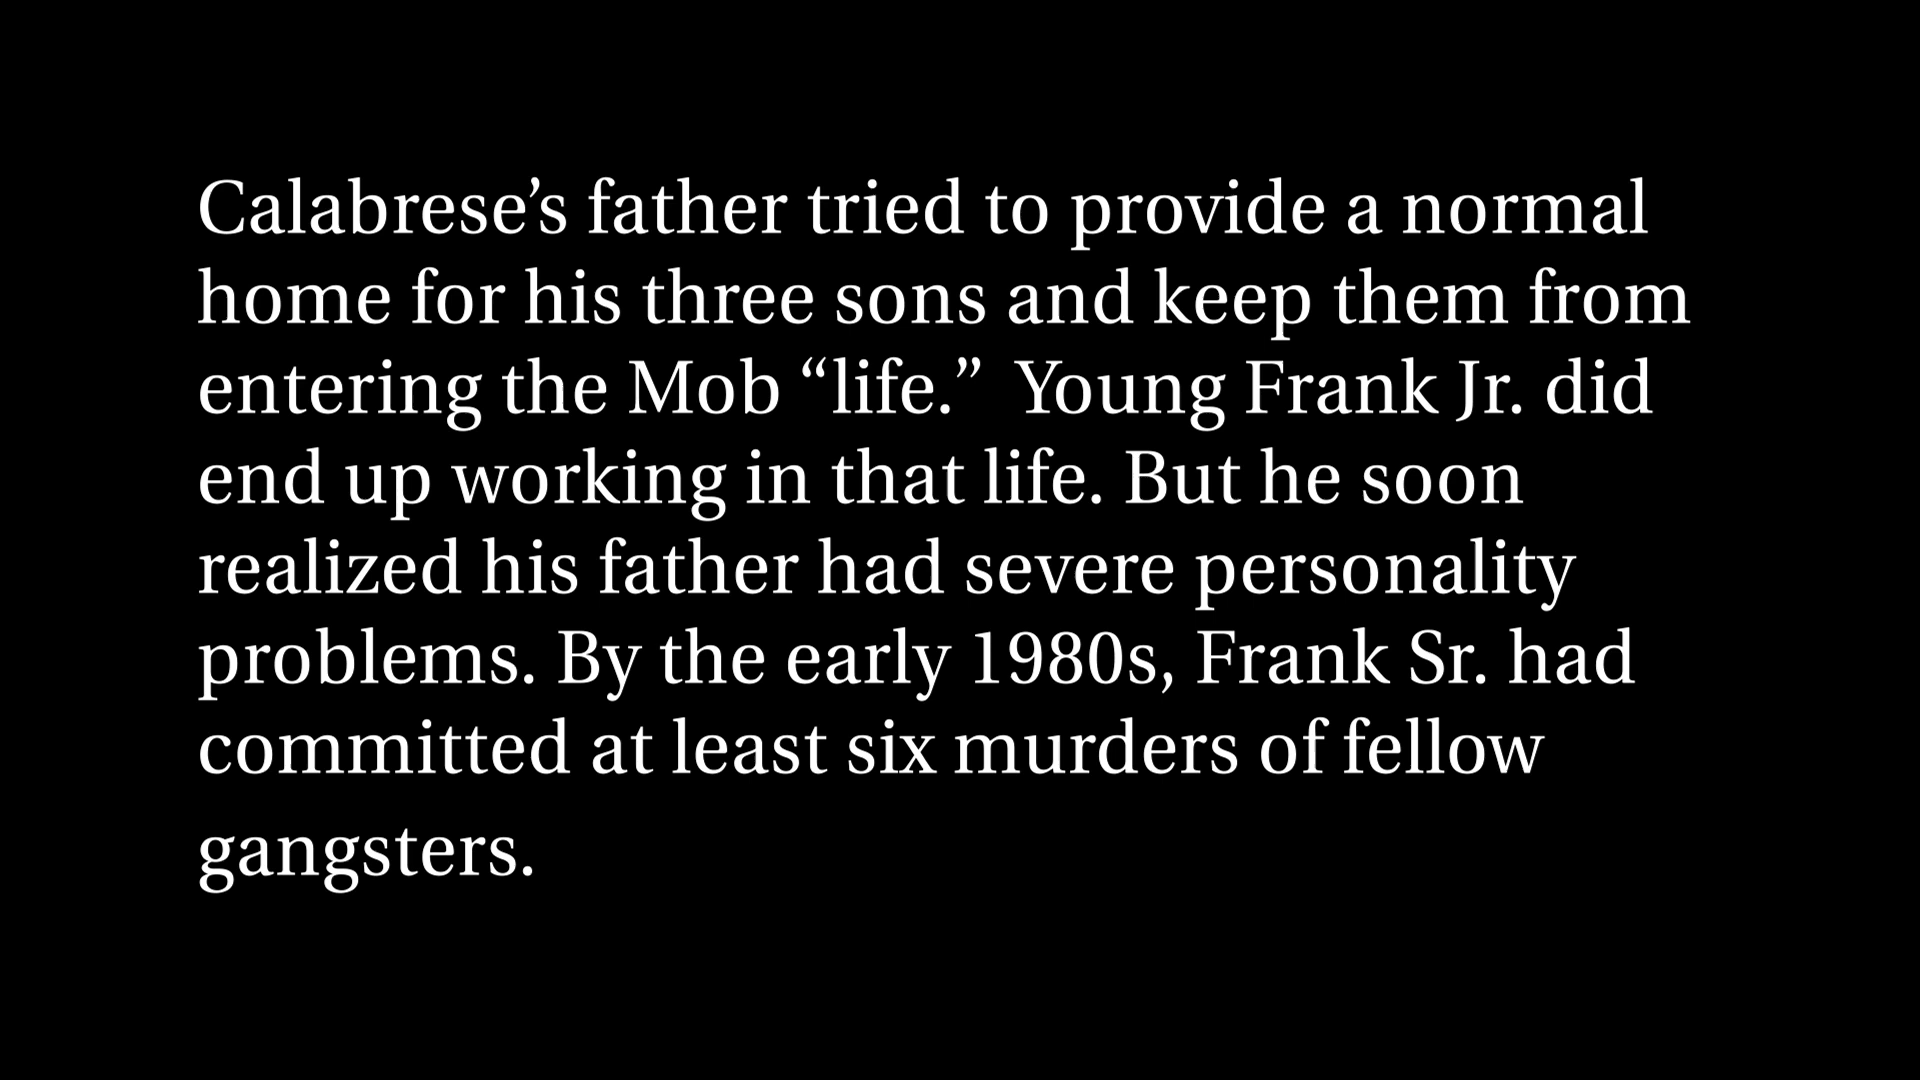 Calabrese’s father tried to provide a normal
home for his three sons and keep them from
entering the Mob “life.”  Young Frank Jr. did
end up working in that life. But he soon
realized his father had severe personality
problems. By the early 1980s, Frank Sr. had
committed at least six murders of fellow
gangsters.